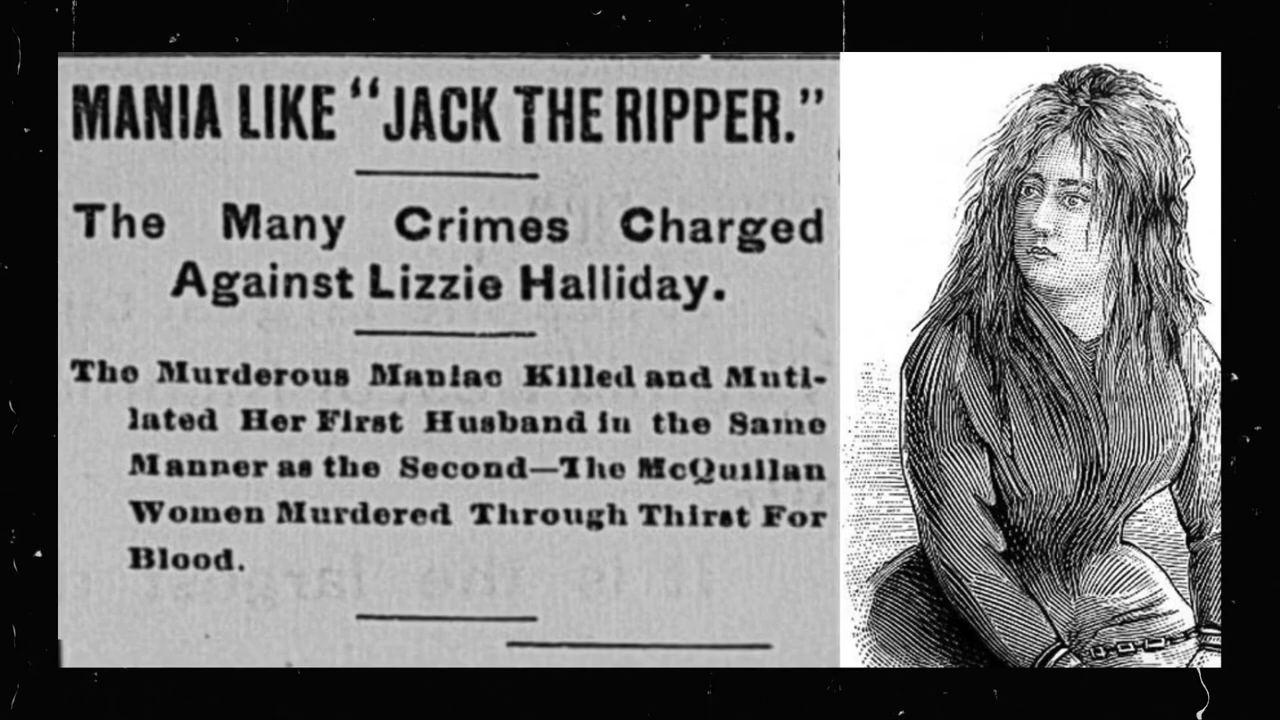 MANIA LIKE "JACK THE RIPPER."
The Many Crimes Charged
Against Lizzie Halliday.
The Murderous Maniac Killed and Muti-
lated Her First Husband in the Same
Manner as the Second—The McQuillan
Women Murdered Through Thirst For
Blood.